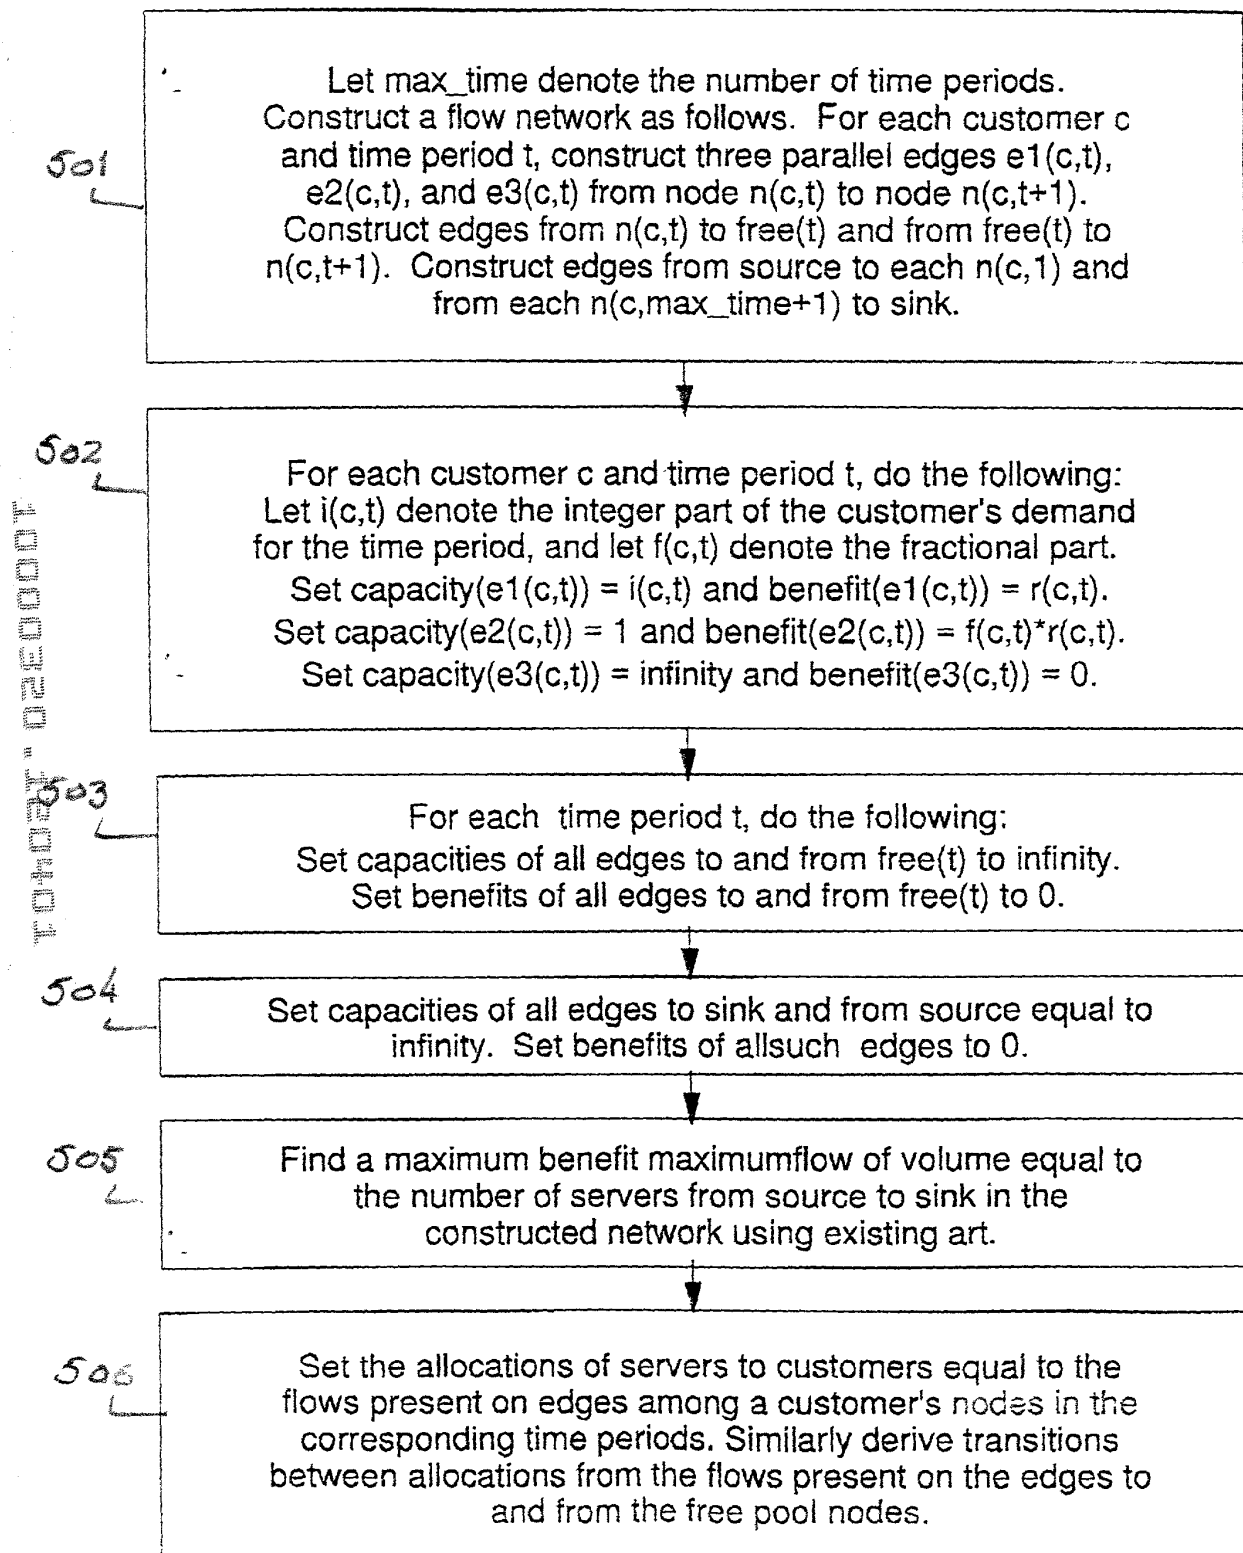 501
Let max_time denote the number of time periods.
Construct a flow network as follows. For each customer c
and time period t, construct three parallel edges e1(c,t),
e2(c,t), and e3(c,t) from node n(c,t) to node n(c,t+1).
Construct edges from n(c,t) to free(t) and from free(t) to
n(c,t+1). Construct edges from source to each n(c,1) and
from each n(c,max_time+1) to sink.
502
For each customer c and time period t, do the following:
Let i(c,t) denote the integer part of the customer's demand
for the time period, and let f(c,t) denote the fractional part.
Set capacity(e1(c,t)) = i(c,t) and benefit(e1(c,t)) = r(c,t).
Set capacity(e2(c,t)) = 1 and benefit(e2(c,t)) = f(c,t)*r(c,t).
Set capacity(e3(c,t)) = infinity and benefit(e3(c,t)) = 0.
10000320.120401
503
For each time period t, do the following:
Set capacities of all edges to and from free(t) to infinity.
Set benefits of all edges to and from free(t) to 0.
504
Set capacities of all edges to sink and from source equal to
infinity. Set benefits of allsuch edges to 0.
505
Find a maximum benefit maximumflow of volume equal to
the number of servers from source to sink in the
constructed network using existing art.
506
Set the allocations of servers to customers equal to the
flows present on edges among a customer's nodes in the
corresponding time periods. Similarly derive transitions
between allocations from the flows present on the edges to
and from the free pool nodes.